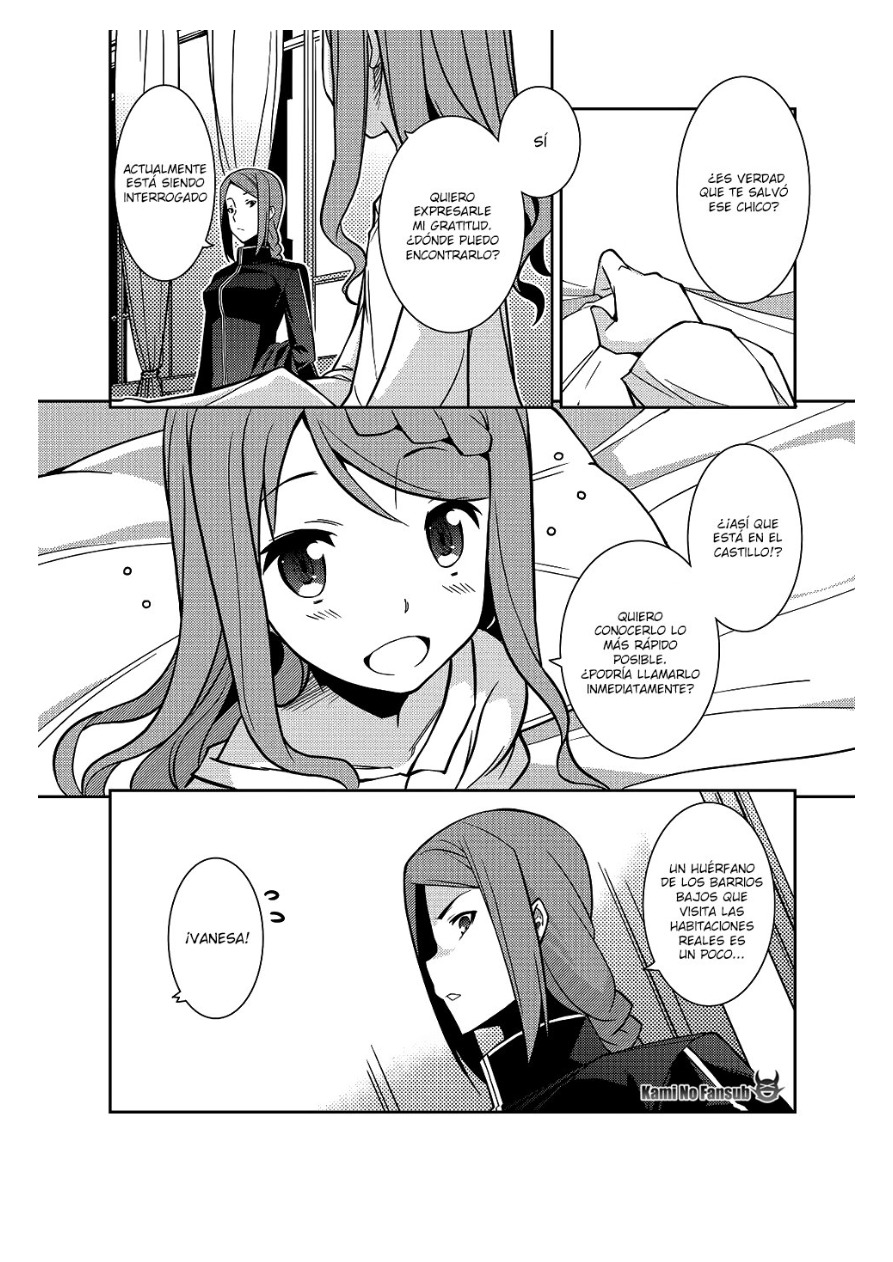 ¿ES VERDAD
QUE TE SALVÓ
ESE CHICO?
SÍ
QUIERO
EXPRESARLE
MI GRATITUD.
¿DÓNDE PUEDO
ENCONTRARLO?
ACTUALMENTE
ESTÁ SIENDO
INTERROGADO
¿¡ASÍ QUE
ESTÁ EN EL
CASTILLO!?
QUIERO
CONOCERLO LO
MÁS RÁPIDO
POSIBLE.
¿PODRÍA LLAMARLO
INMEDIATAMENTE?
UN HUÉRFANO
DE LOS BARRIOS
BAJOS QUE
VISITA LAS
HABITACIONES
REALES ES
UN POCO...
¡VANESA!
Kami No Fansub